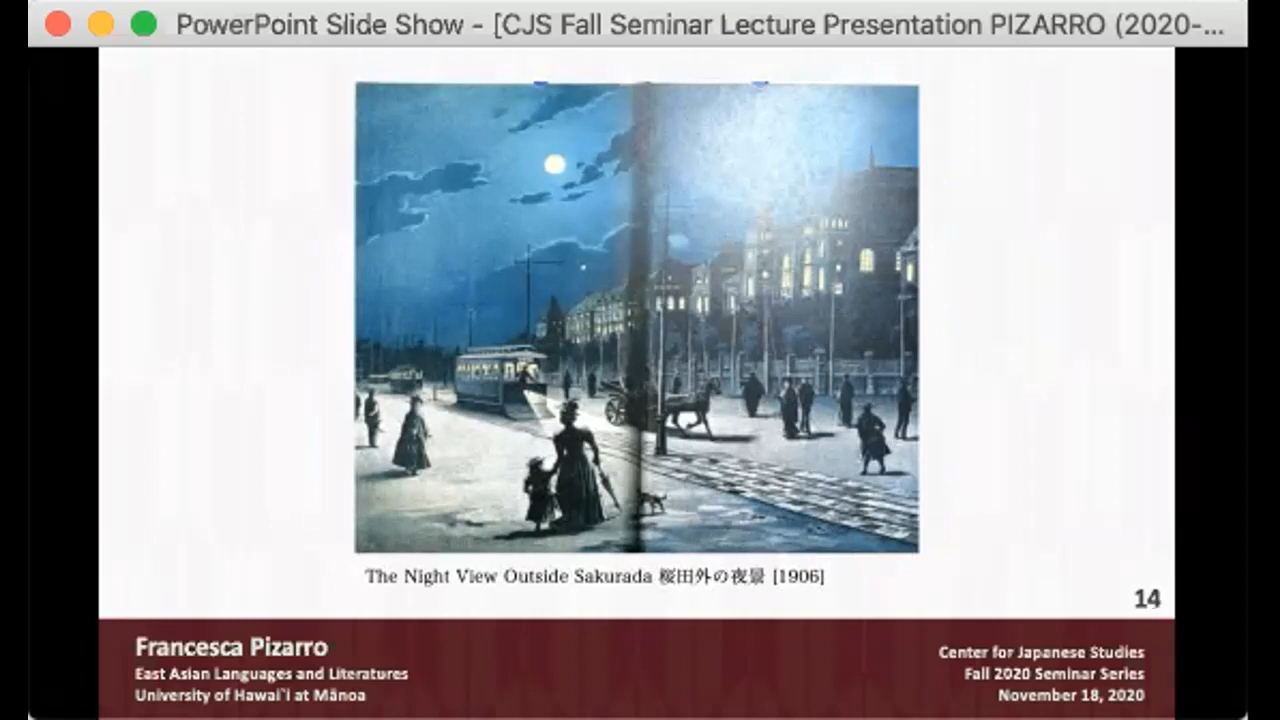 PowerPoint Slide Show - [CJS Fall Seminar Lecture Presentation PIZARRO (2020-...
The Night View Outside Sakurada 桜田外の夜景 [1906]
14
Francesca Pizarro
East Asian Languages and Literatures
University of Hawai`i at Mānoa
Center for Japanese Studies
Fall 2020 Seminar Series
November 18, 2020